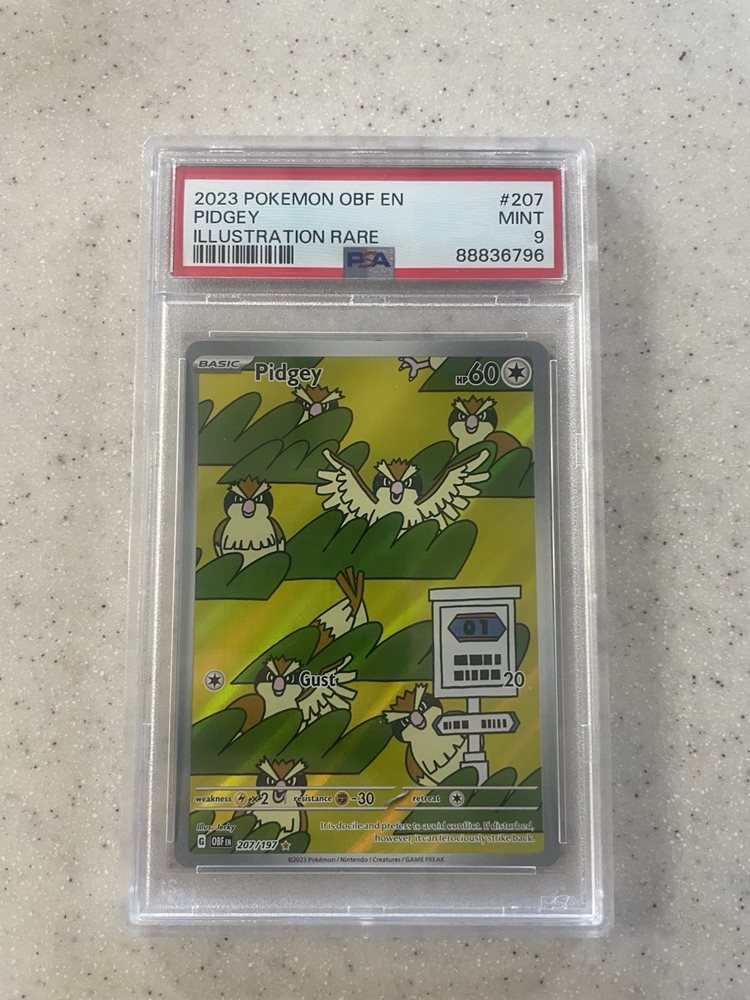 2023 POKEMON OBF EN #207
PIDGEY MINT
ILLUSTRATION RARE 9
PSA 88836796
BASIC Pidgey HP60
01
Gust 20
weakness ×2 resistance -30 retreat
Illus. Jerky
It is docile and prefers to avoid conflict. If disturbed,
however, it can ferociously strike back.
G OBF EN 207/197
©2023 Pokémon / Nintendo / Creatures / GAME FREAK